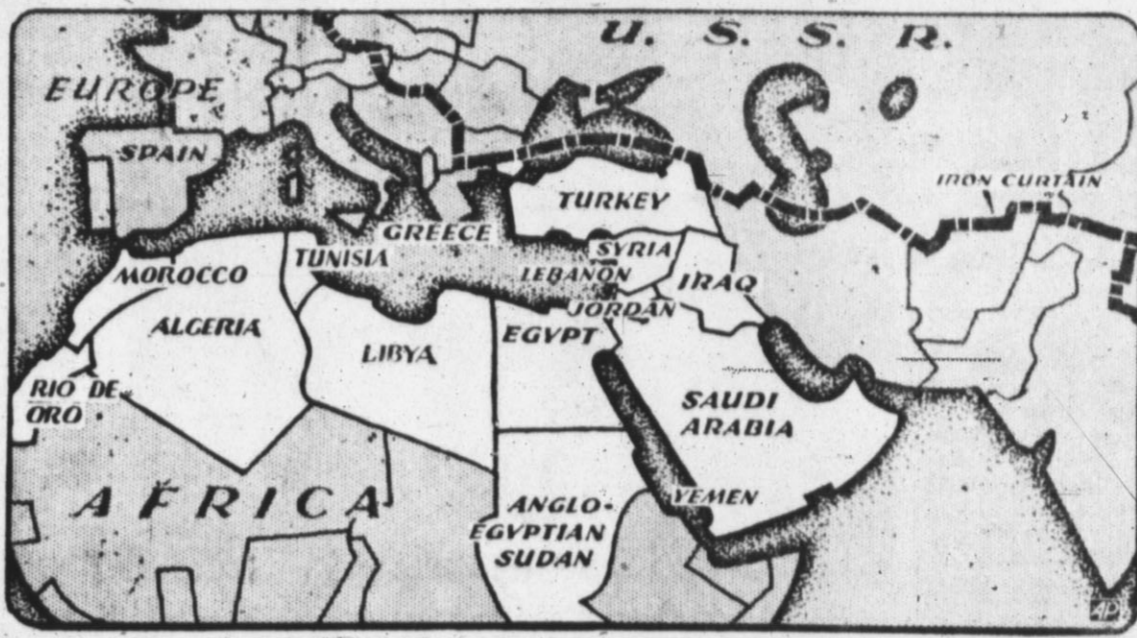 U. S. S. R.
EUROPE
SPAIN
IRON CURTAIN
TURKEY
GREECE
SYRIA
TUNISIA
LEBANON
MOROCCO
IRAQ
JORDAN
ALGERIA
EGYPT
LIBYA
RIO DE
ORO
SAUDI
ARABIA
AFRICA
YEMEN
ANGLO-
EGYPTIAN
SUDAN
AP